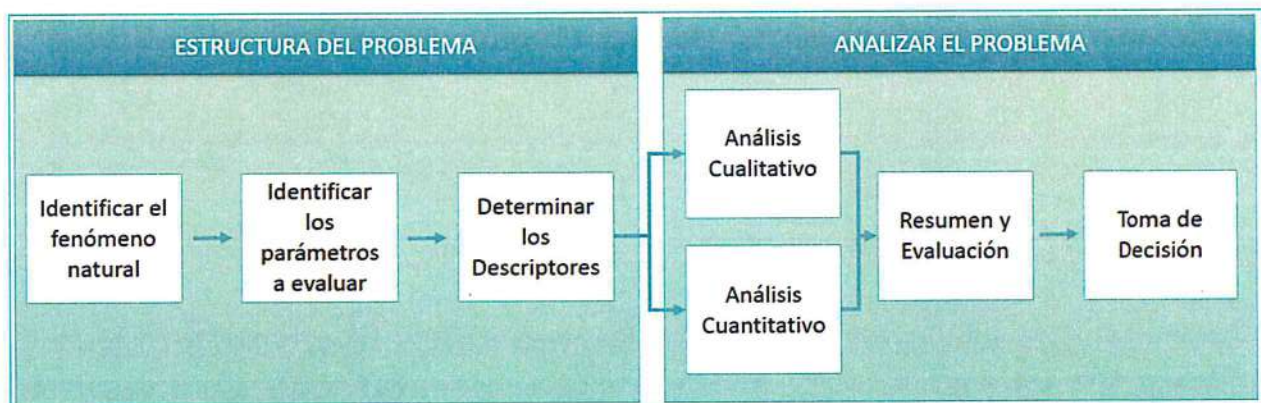 ESTRUCTURA DEL PROBLEMA
Identificar el
fenómeno
natural
Identificar
los
parámetros
a evaluar
Determinar
los
Descriptores
ANALIZAR EL PROBLEMA
Análisis
Cualitativo
Análisis
Cuantitativo
Resumen y
Evaluación
Toma de
Decisión